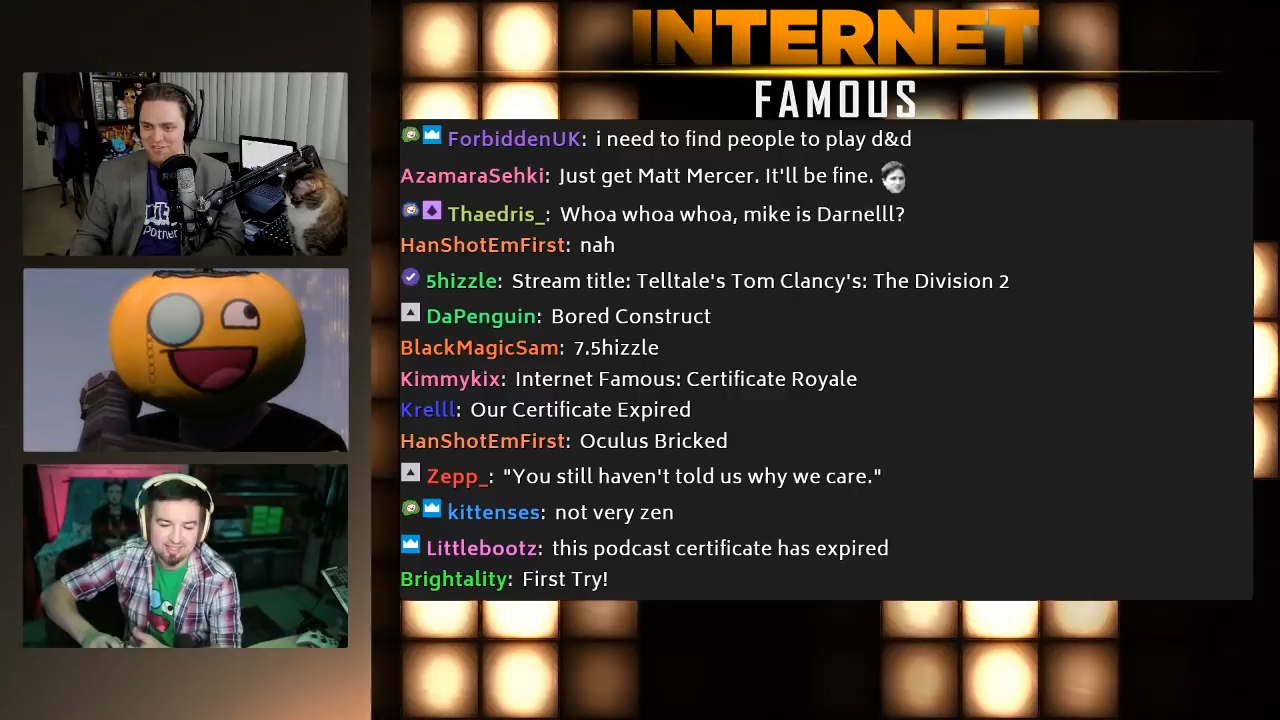 INTERNET
FAMOUS
ForbiddenUK: i need to find people to play d&d
AzamaraSehki: Just get Matt Mercer. It'll be fine.
Thaedris_: Whoa whoa whoa, mike is Darnelll?
HanShotEmFirst: nah
5hizzle: Stream title: Telltale's Tom Clancy's: The Division 2
DaPenguin: Bored Construct
BlackMagicSam: 7.5hizzle
Kimmykix: Internet Famous: Certificate Royale
Krelll: Our Certificate Expired
HanShotEmFirst: Oculus Bricked
Zepp_: "You still haven't told us why we care."
kittenses: not very zen
Littlebootz: this podcast certificate has expired
Brightality: First Try!